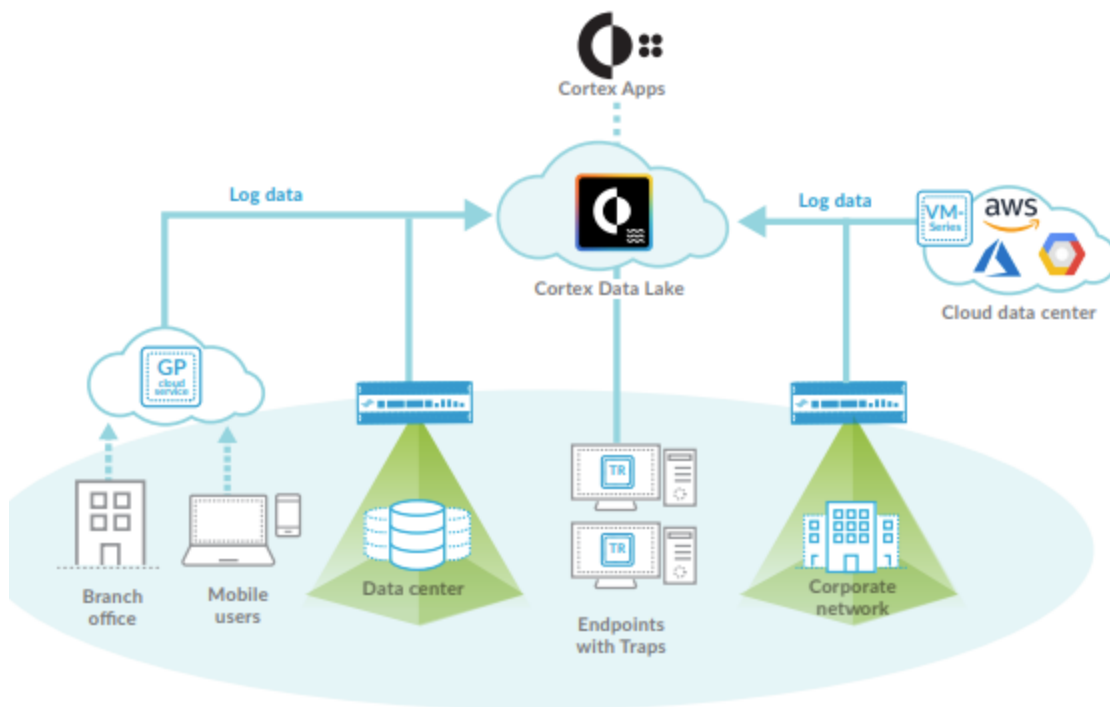 Cortex Apps
Log data
Log data
VM-
Series
aws
Cortex Data Lake
Cloud data center
GP
cloud
service
TR
TR
Branch
office
Mobile
users
Data center
Endpoints
with Traps
Corporate
network